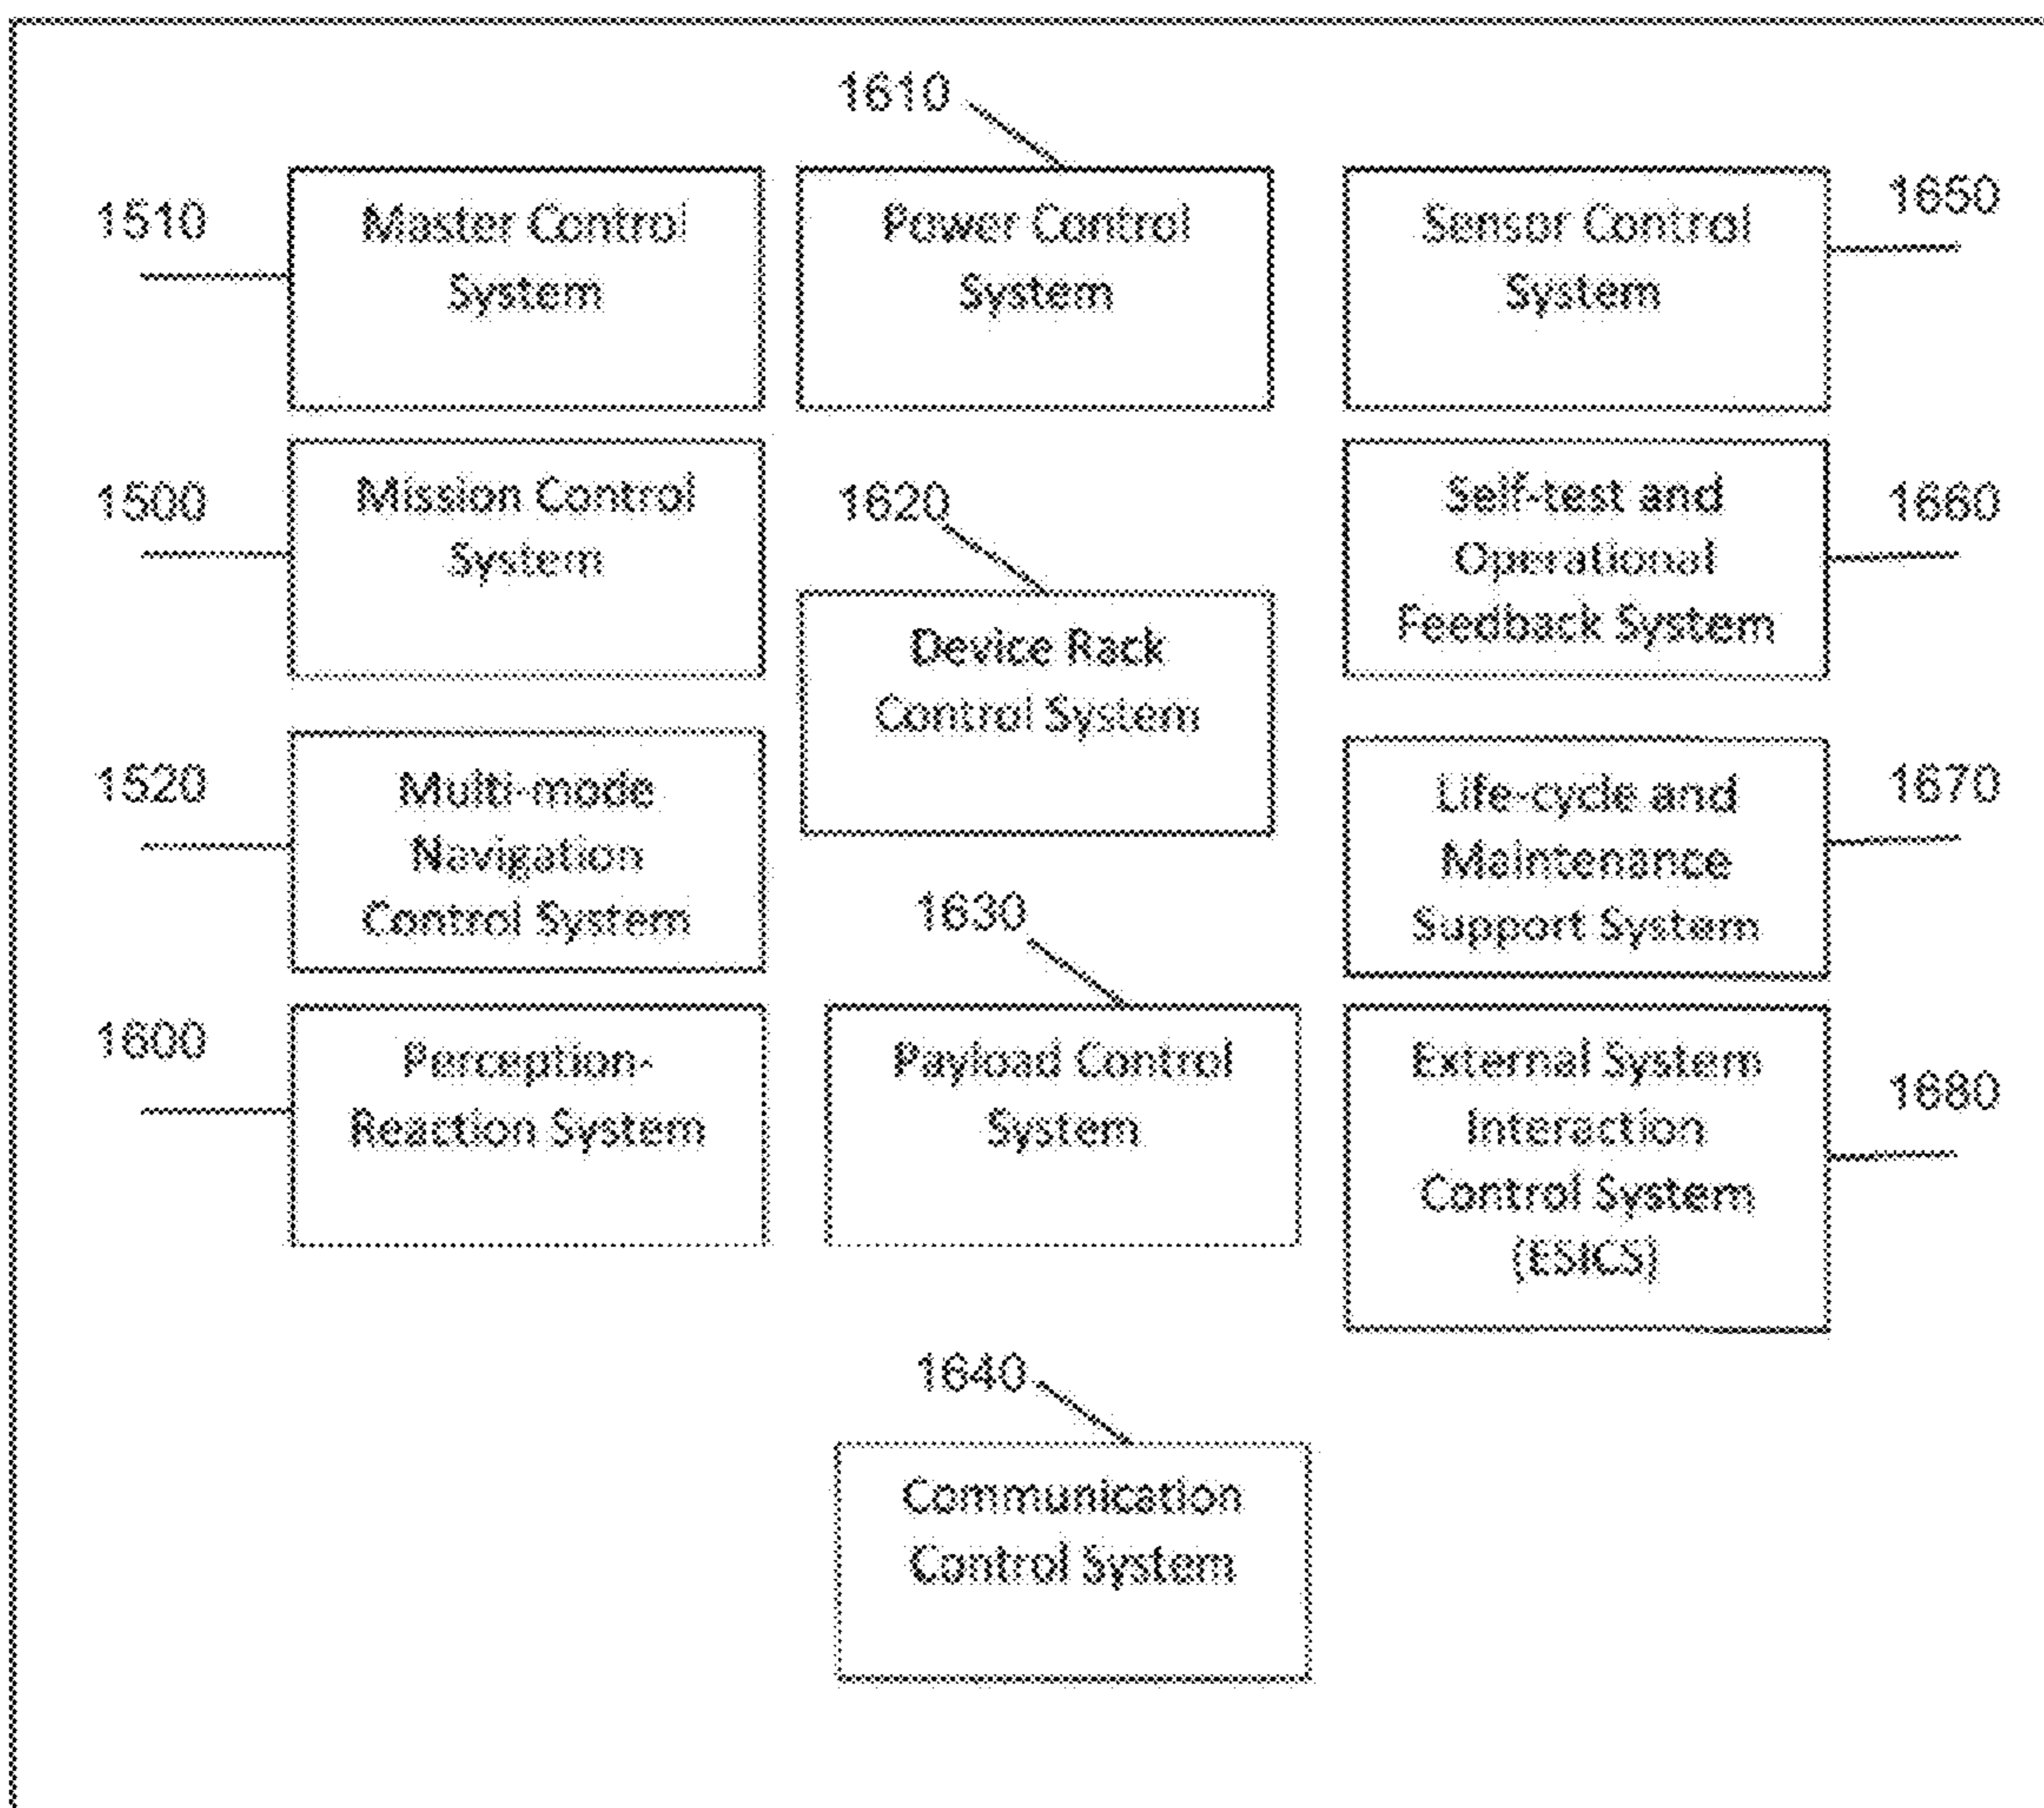 1610
1510
Master Control
System
Power Control
System
Sensor Control
System
1650
1500
Mission Control
System
1620
Device Rack
Control System
Self-test and
Operational
Feedback System
1660
1520
Multi-mode
Navigation
Control System
1630
Life-cycle and
Maintenance
Support System
1670
1600
Perception-
Reaction System
Payload Control
System
External System
Interaction
Control System
(ESICS)
1680
1640
Communication
Control System